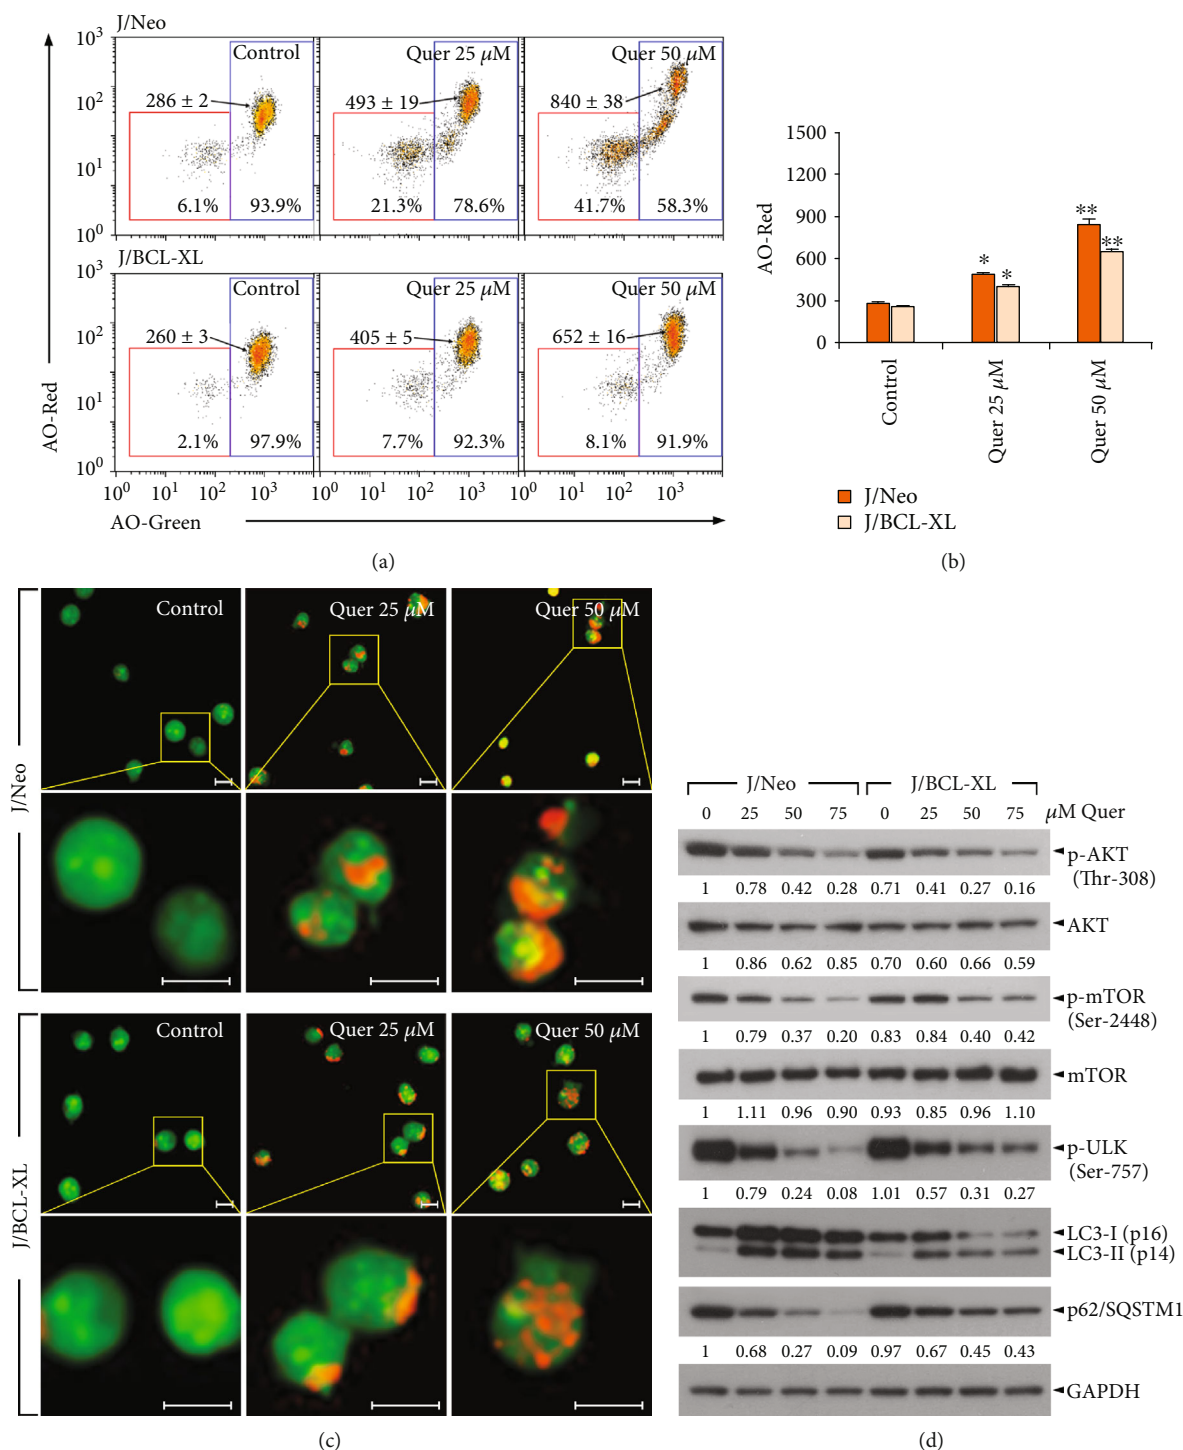 J/Neo
10³
10²
10¹
10⁰
Control
286 ± 2
6.1%
93.9%
Quer 25 μM
493 ± 19
21.3%
78.6%
Quer 50 μM
840 ± 38
41.7%
58.3%
J/BCL-XL
10³
10²
10¹
10⁰
Control
260 ± 3
2.1%
97.9%
Quer 25 μM
405 ± 5
7.7%
92.3%
Quer 50 μM
652 ± 16
8.1%
91.9%
10⁰ 10¹ 10² 10³ 10⁰ 10¹ 10² 10³ 10⁰ 10¹ 10² 10³
AO-Red
AO-Green
(a)
AO-Red
1500
1200
900
600
300
0
* *
** **
Control
Quer 25 μM
Quer 50 μM
J/Neo
J/BCL-XL
(b)
J/Neo
Control
Quer 25 μM
Quer 50 μM
J/BCL-XL
Control
Quer 25 μM
Quer 50 μM
(c)
J/Neo J/BCL-XL
0 25 50 75 0 25 50 75 μM Quer
p-AKT
(Thr-308)
1 0.78 0.42 0.28 0.71 0.41 0.27 0.16
AKT
1 0.86 0.62 0.85 0.70 0.60 0.66 0.59
p-mTOR
(Ser-2448)
1 0.79 0.37 0.20 0.83 0.84 0.40 0.42
mTOR
1 1.11 0.96 0.90 0.93 0.85 0.96 1.10
p-ULK
(Ser-757)
1 0.79 0.24 0.08 1.01 0.57 0.31 0.27
LC3-I (p16)
LC3-II (p14)
p62/SQSTM1
1 0.68 0.27 0.09 0.97 0.67 0.45 0.43
GAPDH
(d)